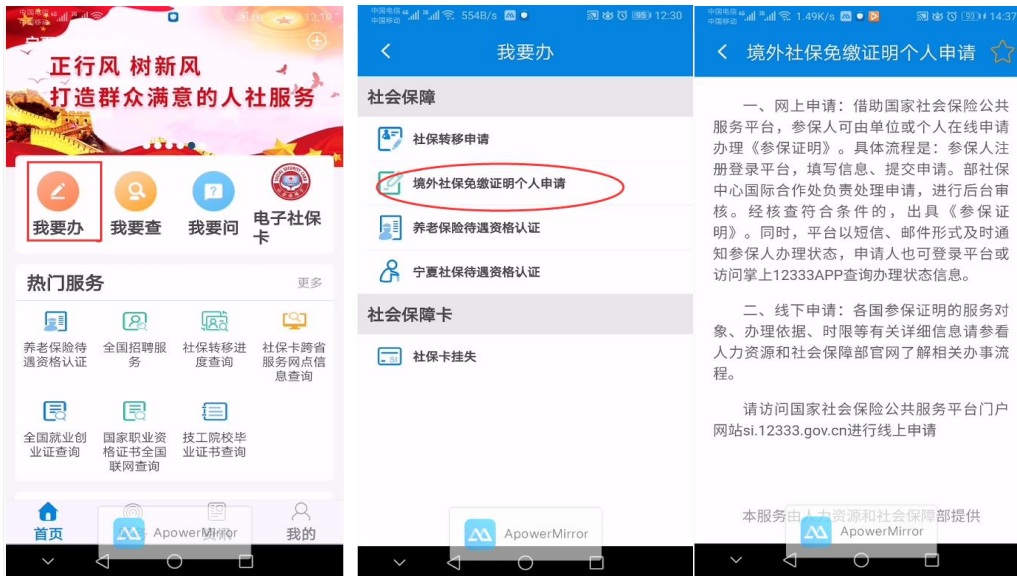 中国电信
正行风 树新风
打造群众满意的人社服务
我要办
我要查
我要问
电子社保
卡
热门服务
更多
养老保险待
遇资格认证
全国招聘服
务
社保转移进
度查询
社保卡跨省
服务网点信
息查询
全国就业创
业证查询
国家职业资
格证书全国
联网查询
技工院校毕
业证书查询
首页
ApowerMirror
我的
中国电信
中国移动
554B/s
12:30
我要办
社会保障
社保转移申请
境外社保免缴证明个人申请
养老保险待遇资格认证
宁夏社保待遇资格认证
社会保障卡
社保卡挂失
ApowerMirror
中国电信
中国移动
1.49K/s
14:37
境外社保免缴证明个人申请
一、网上申请：借助国家社会保险公共
服务平台，参保人可由单位或个人在线申请
办理《参保证明》。具体流程是：参保人注
册登录平台，填写信息、提交申请。部社保
中心国际合作处负责处理申请，进行后台审
核。经核查符合条件的，出具《参保证
明》。同时，平台以短信、邮件形式及时通
知参保人办理状态，申请人也可登录平台或
访问掌上12333APP查询办理状态信息。
二、线下申请：各国参保证明的服务对
象、办理依据、时限等有关详细信息请参看
人力资源和社会保障部官网了解相关办事流
程。
请访问国家社会保险公共服务平台门户
网站si.12333.gov.cn进行线上申请
本服务由人力资源和社会保障部提供
ApowerMirror